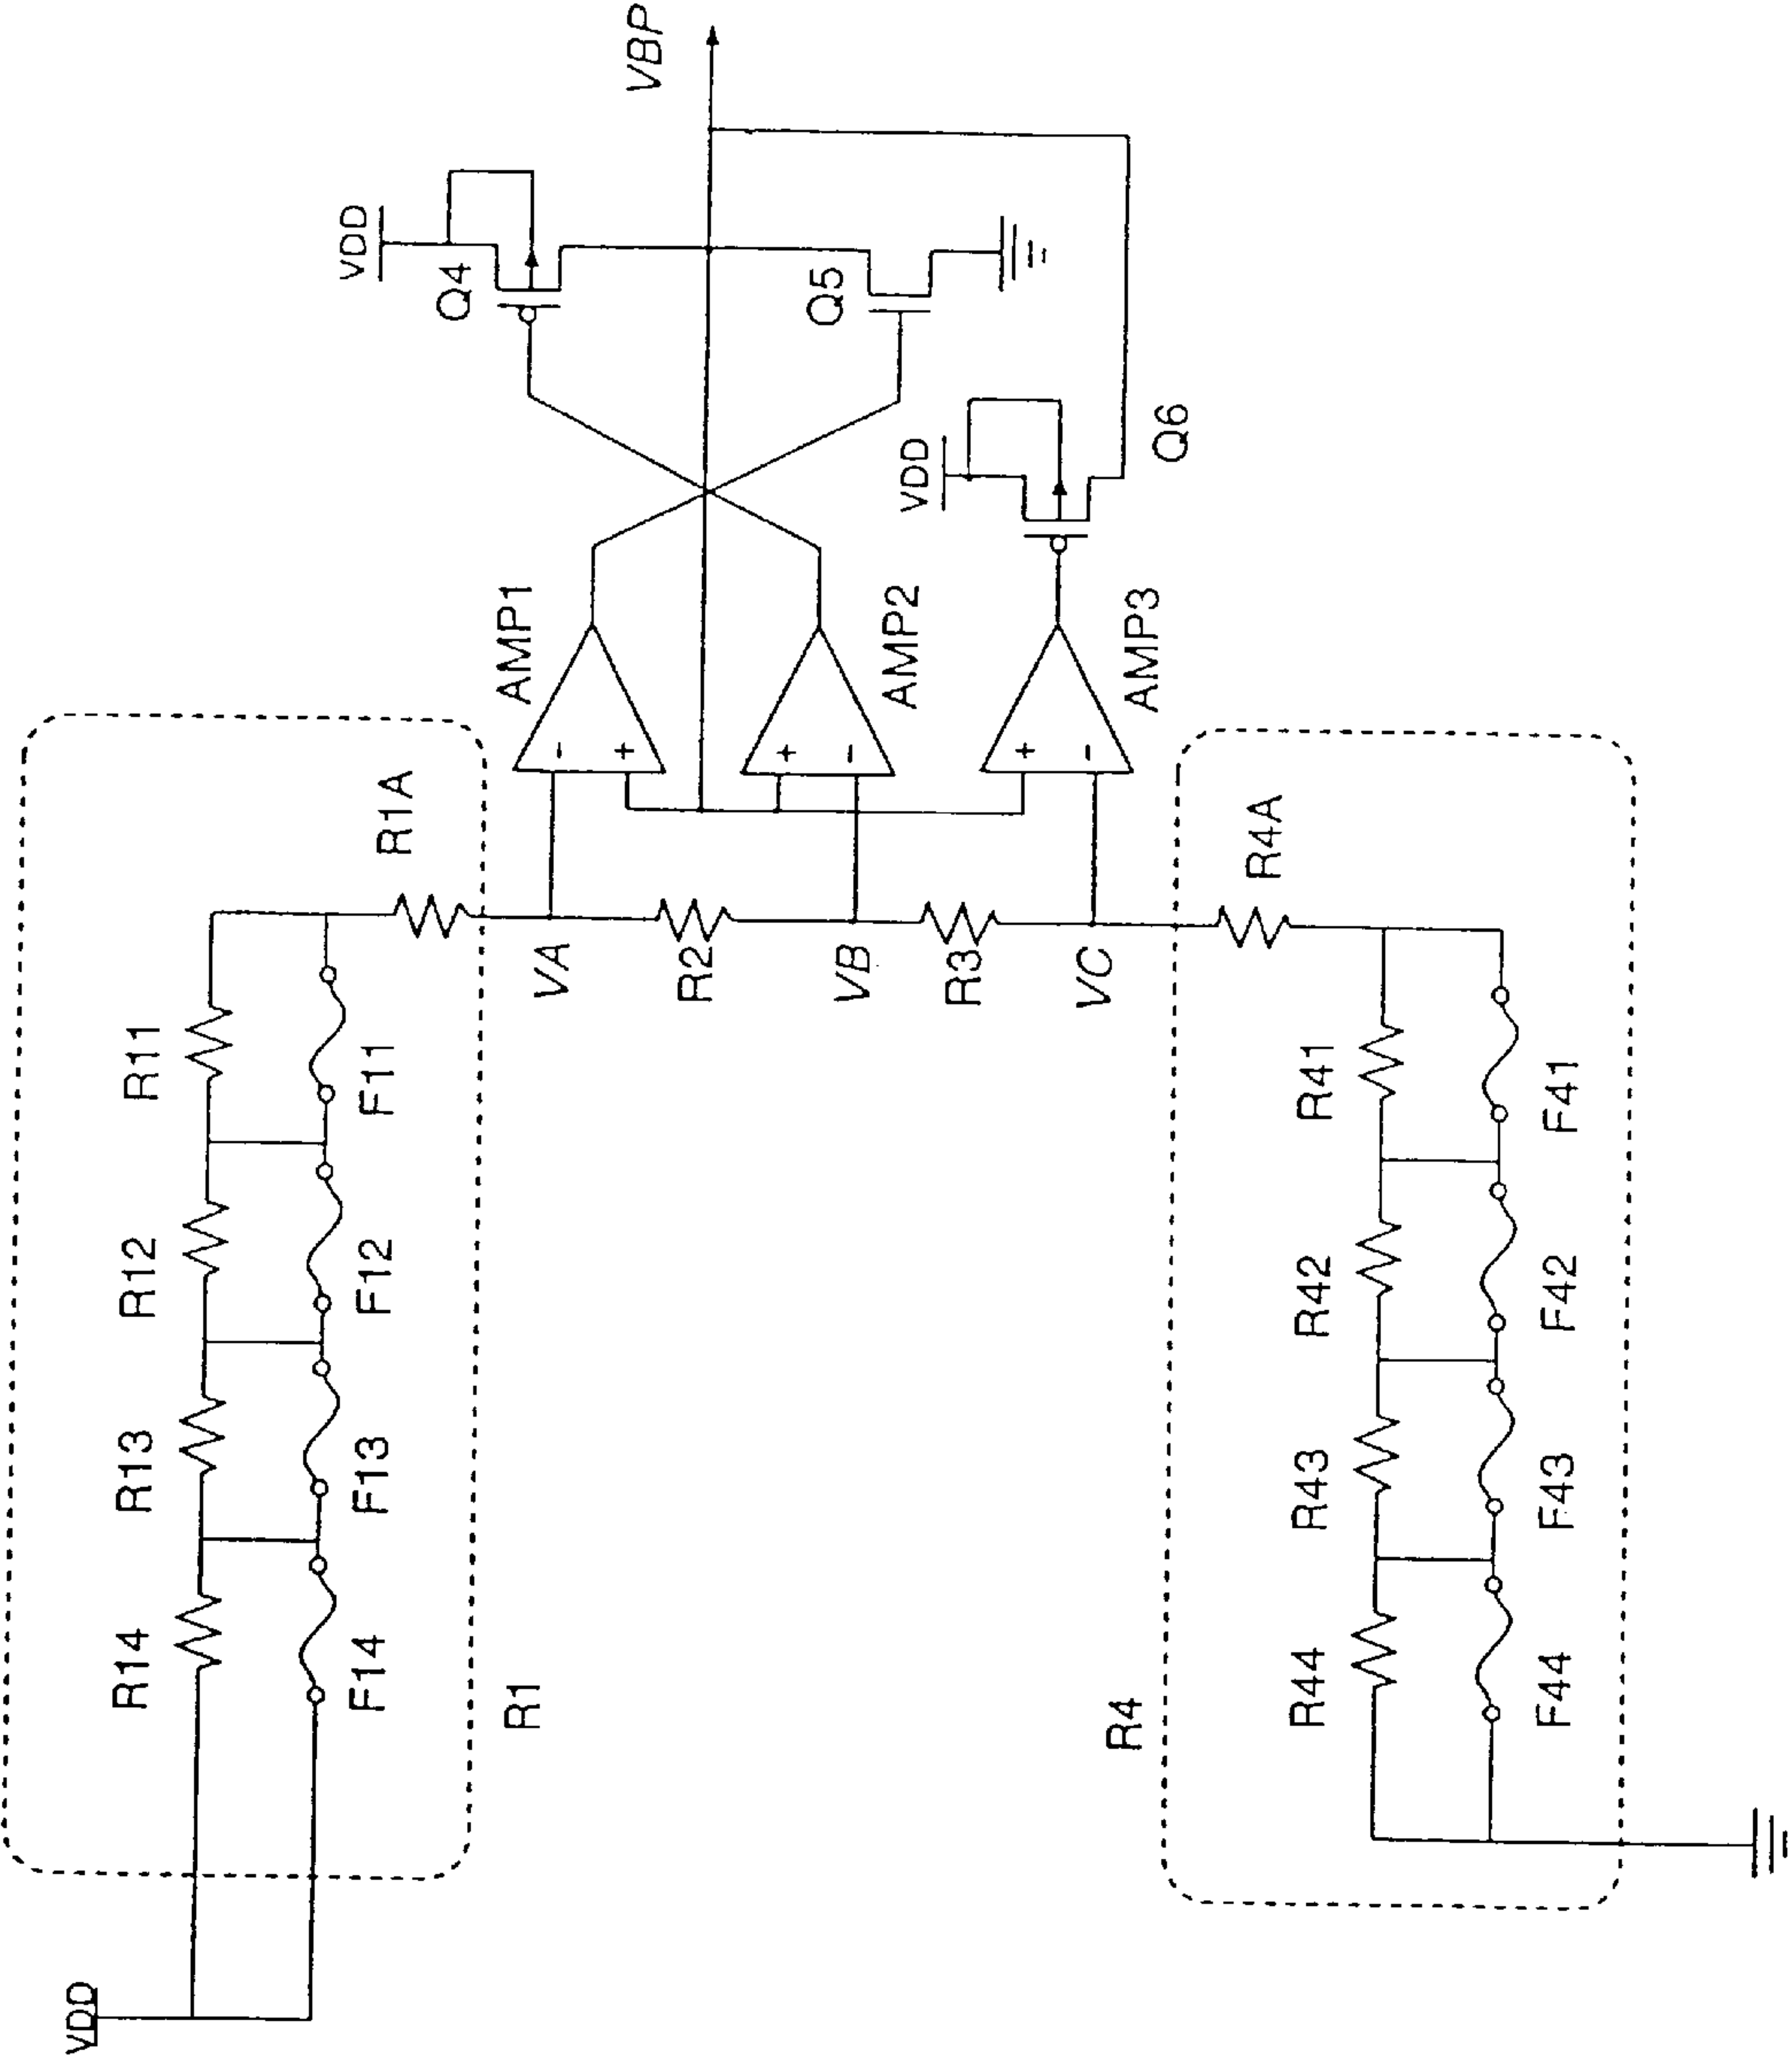 VDD
R14
R13
R12
R11
F14
F13
F12
F11
R1A
R1
VA
R2
VB
R3
VC
AMP1
-
+
AMP2
+
-
AMP3
+
-
VDD
Q4
Q5
VDD
Q6
VBP
R4
R4A
R44
R43
R42
R41
F44
F43
F42
F41